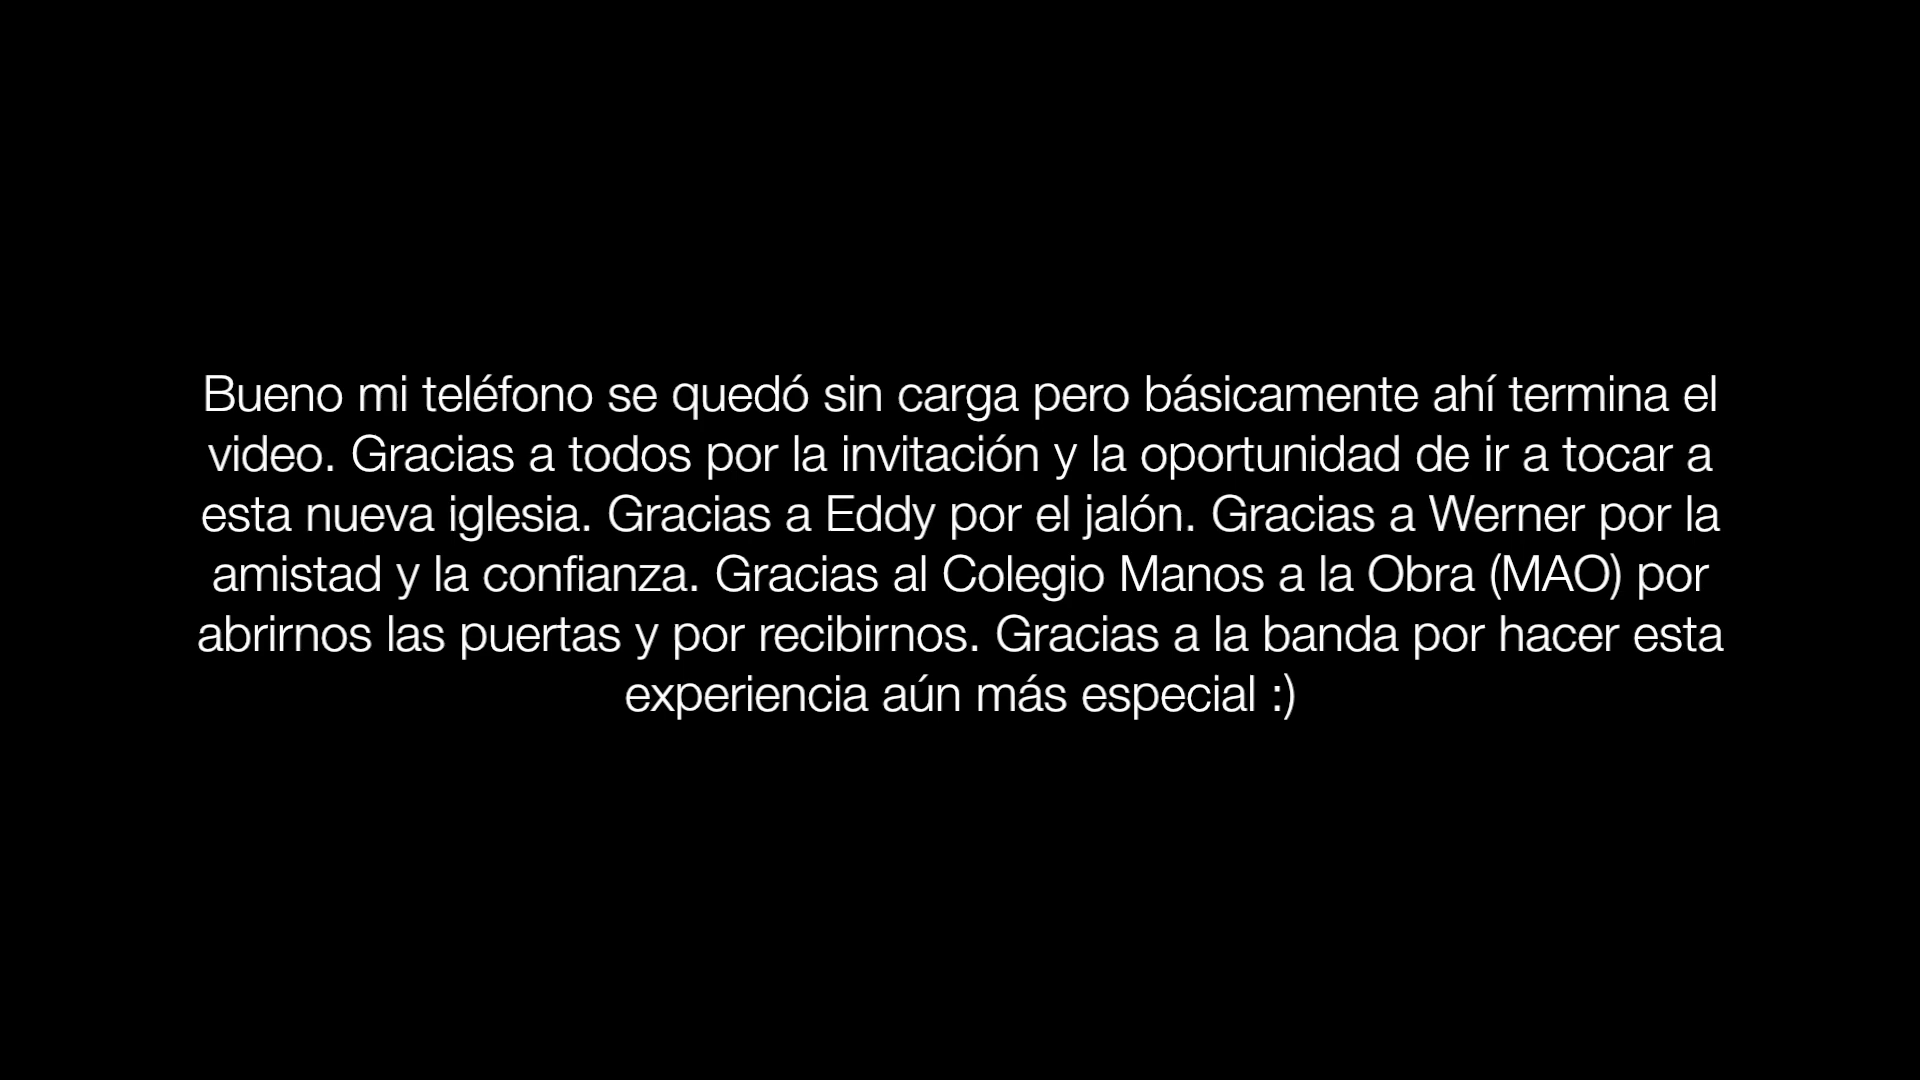 Bueno mi teléfono se quedó sin carga pero básicamente ahí termina el
video. Gracias a todos por la invitación y la oportunidad de ir a tocar a
esta nueva iglesia. Gracias a Eddy por el jalón. Gracias a Werner por la
amistad y la confianza. Gracias al Colegio Manos a la Obra (MAO) por
abrirnos las puertas y por recibirnos. Gracias a la banda por hacer esta
experiencia aún más especial :)